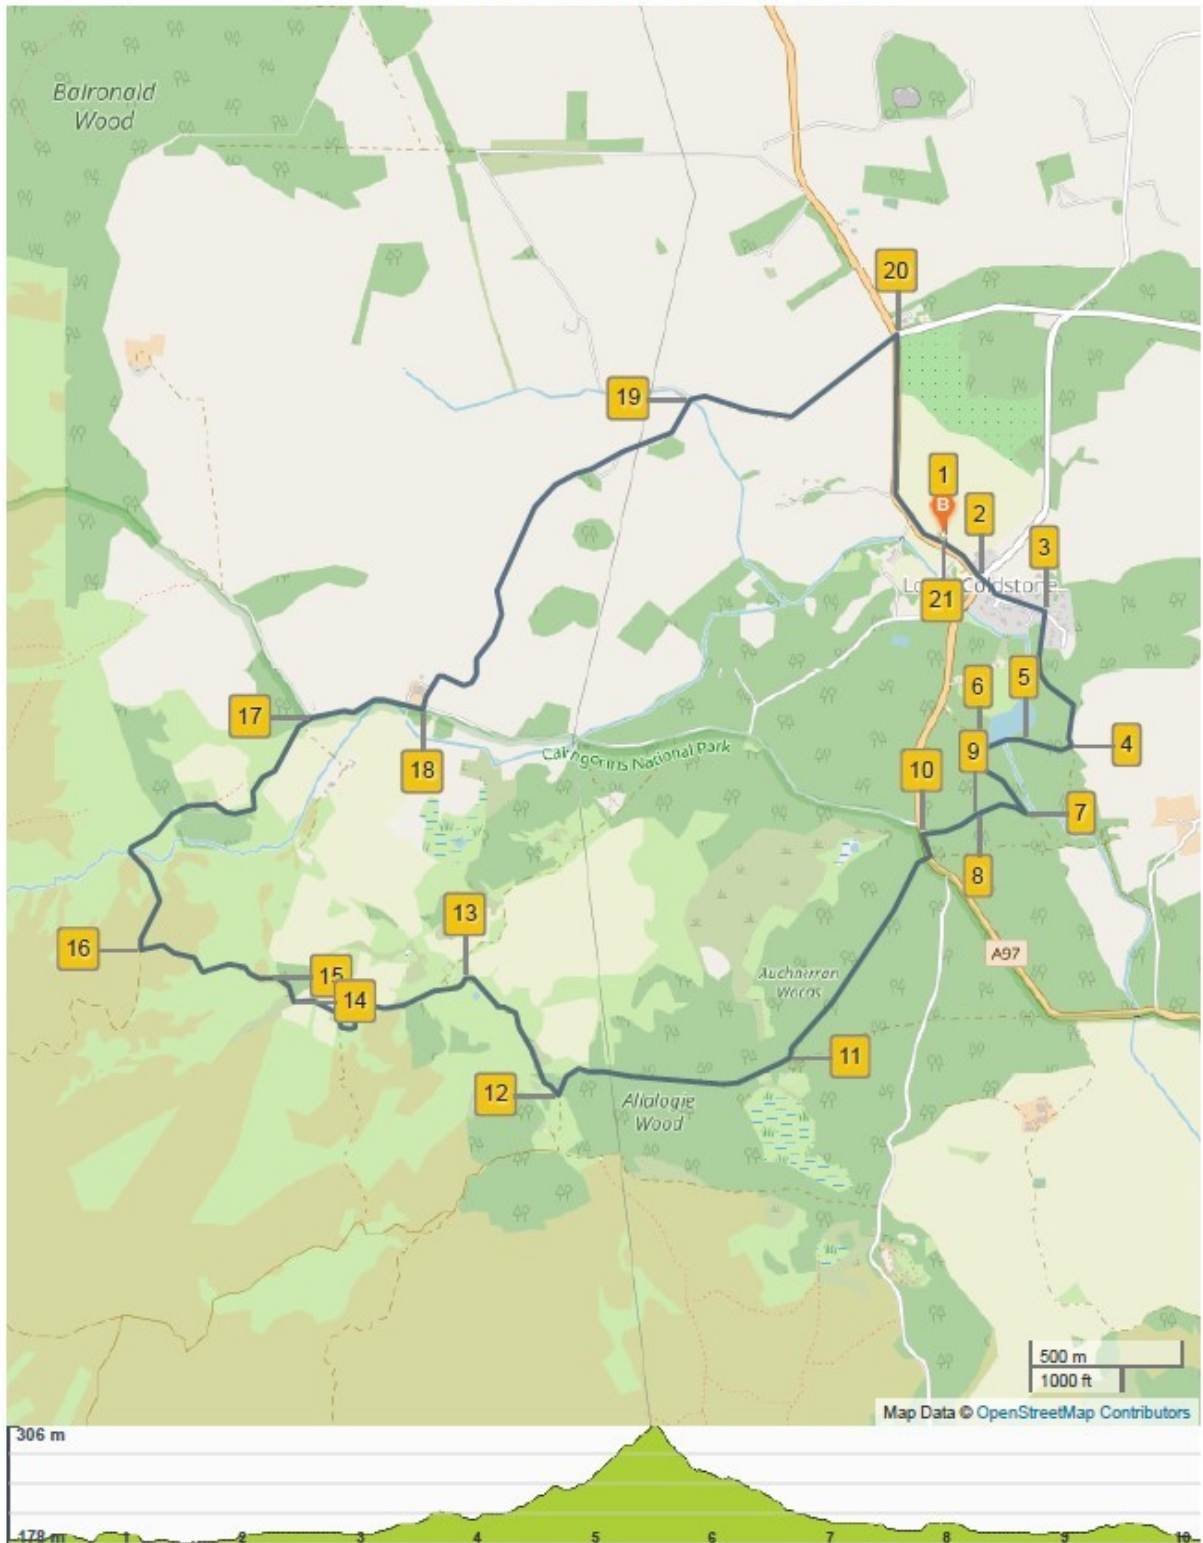 Balronald
Wood
20
19
1
B
2
3
Coldstone
21
5
6
17
4
9
10
18
Cairngorms National Park
7
8
13
16
A97
15
14
Auchnerran
Woods
11
12
Allalogie
Wood
500 m
1000 ft
Map Data © OpenStreetMap Contributors
306 m
178 m 1 2 3 4 5 6 7 8 9 10